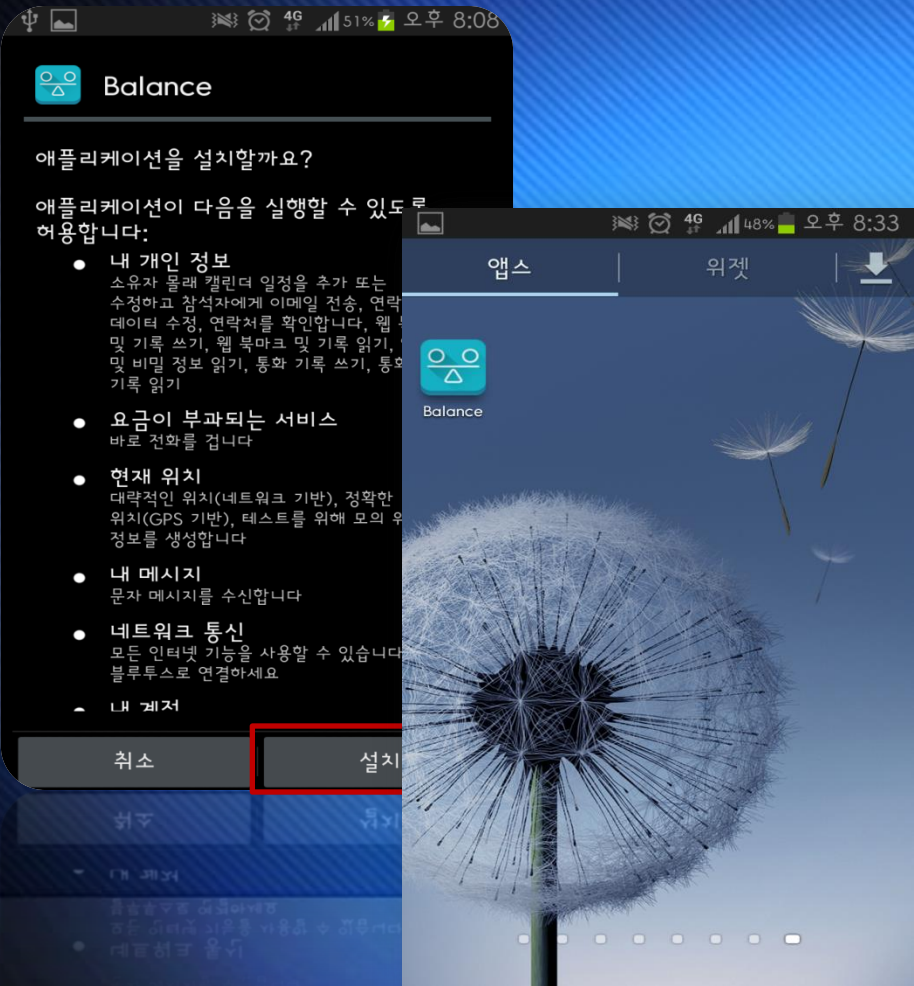 4G 51% 오후 8:08
Balance
애플리케이션을 설치할까요?
애플리케이션이 다음을 실행할 수 있도록
허용합니다:
내 개인 정보
소유자 몰래 캘린더 일정을 추가 또는
수정하고 참석자에게 이메일 전송, 연락
데이터 수정, 연락처를 확인합니다, 웹
및 기록 쓰기, 웹 북마크 및 기록 읽기,
및 비밀 정보 읽기, 통화 기록 쓰기, 통화
기록 읽기
요금이 부과되는 서비스
바로 전화를 겁니다
현재 위치
대략적인 위치(네트워크 기반), 정확한
위치(GPS 기반), 테스트를 위해 모의
정보를 생성합니다
내 메시지
문자 메시지를 수신합니다
네트워크 통신
모든 인터넷 기능을 사용할 수 있습니다
블루투스로 연결하세요
내 계정
취소
설치
4G 48% 오후 8:33
앱스
위젯
Balance